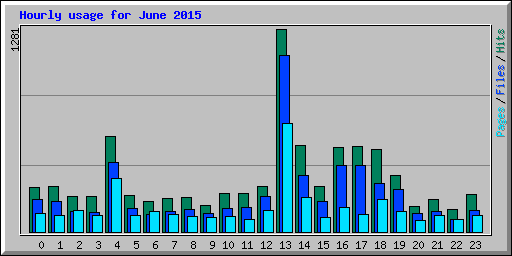 Hourly usage for June 2015
1281
Pages/Files/Hits
0 1 2 3 4 5 6 7 8 9 10 11 12 13 14 15 16 17 18 19 20 21 22 23